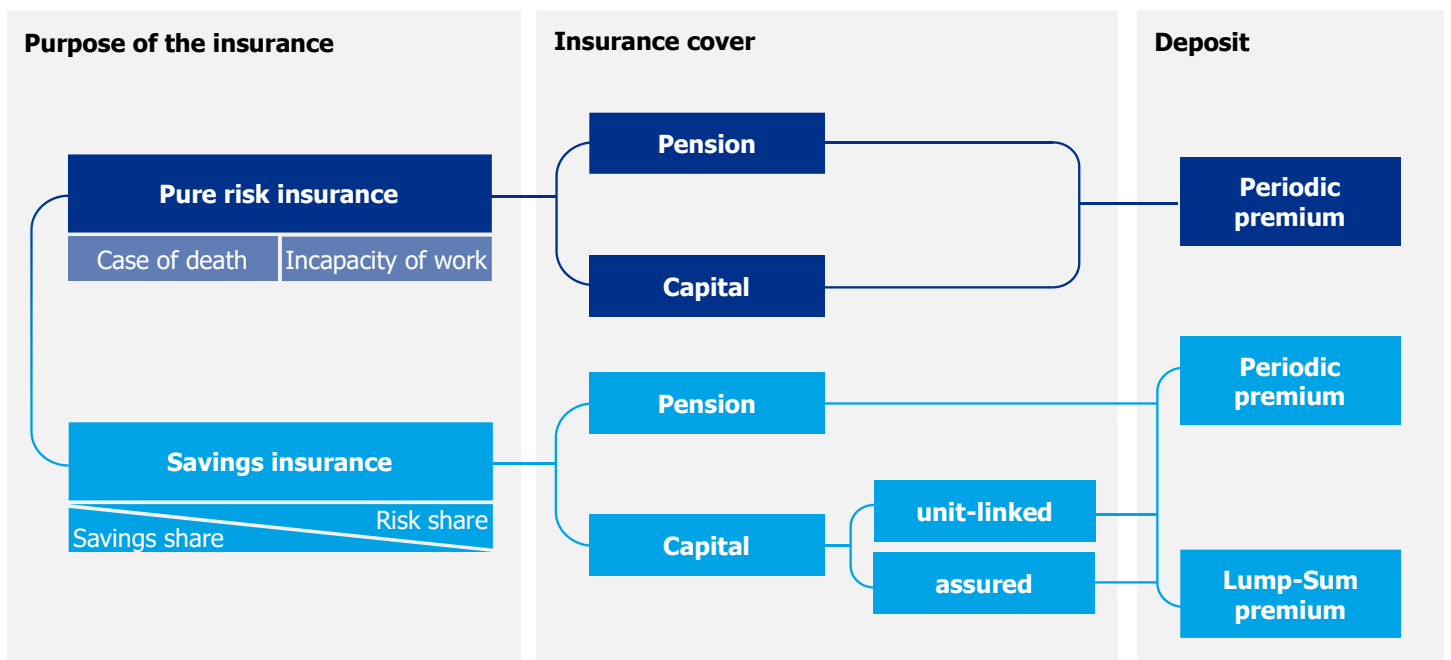 Purpose of the insurance
Insurance cover
Deposit
Pure risk insurance
Case of death
Incapacity of work
Pension
Capital
Periodic
premium
Savings insurance
Risk share
Savings share
Pension
Capital
unit-linked
assured
Periodic
premium
Lump-Sum
premium